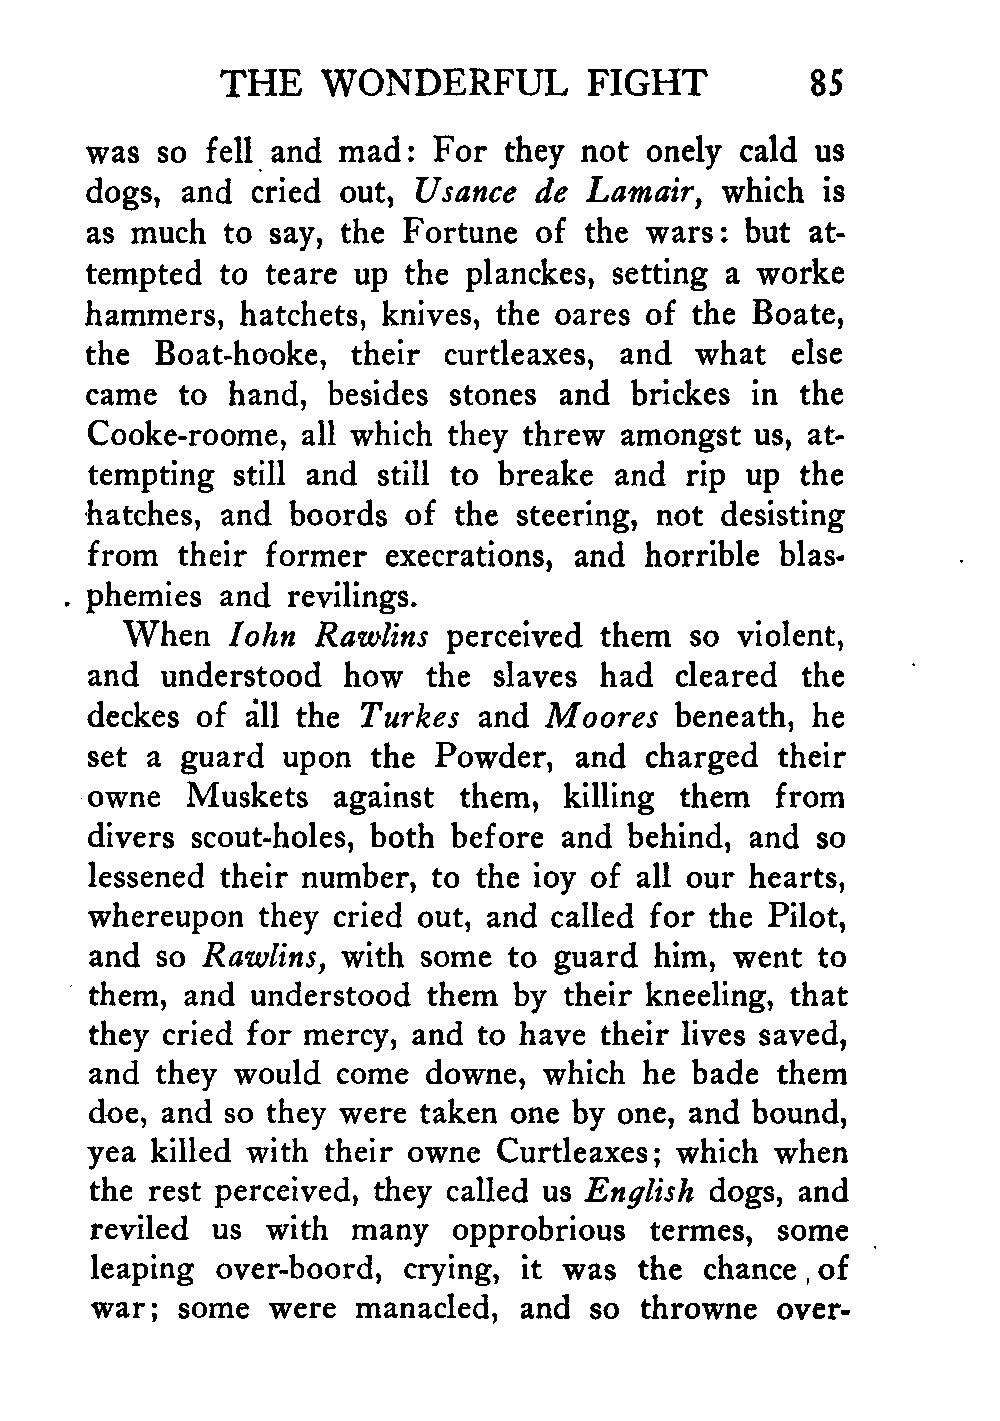 THE WONDERFUL FIGHT 85
was so fell and mad: For they not onely cald us
dogs, and cried out, Usance de Lamair, which is
as much to say, the Fortune of the wars: but at-
tempted to teare up the planckes, setting a worke
hammers, hatchets, knives, the oares of the Boate,
the Boat-hooke, their curtleaxes, and what else
came to hand, besides stones and brickes in the
Cooke-roome, all which they threw amongst us, at-
tempting still and still to breake and rip up the
hatches, and boords of the steering, not desisting
from their former execrations, and horrible blas-
phemies and revilings.
When Iohn Rawlins perceived them so violent,
and understood how the slaves had cleared the
deckes of all the Turkes and Moores beneath, he
set a guard upon the Powder, and charged their
owne Muskets against them, killing them from
divers scout-holes, both before and behind, and so
lessened their number, to the ioy of all our hearts,
whereupon they cried out, and called for the Pilot,
and so Rawlins, with some to guard him, went to
them, and understood them by their kneeling, that
they cried for mercy, and to have their lives saved,
and they would come downe, which he bade them
doe, and so they were taken one by one, and bound,
yea killed with their owne Curtleaxes; which when
the rest perceived, they called us English dogs, and
reviled us with many opprobrious termes, some
leaping over-boord, crying, it was the chance of
war; some were manacled, and so throwne over-